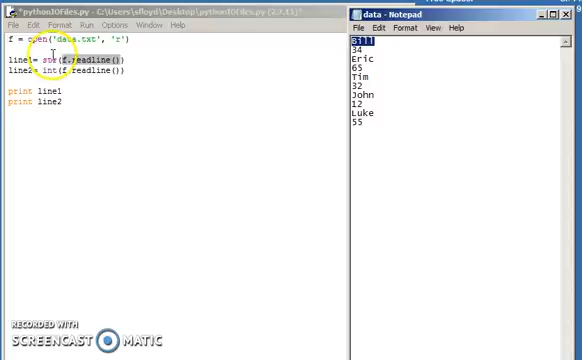 *pythonIOFiles.py - C:\Users\sfloyd\Desktop\pythonIOFiles.py (2.7.1)*
File Edit Format Run Options Window Help
f = open('data.txt', 'r')
line1= str(f.readline())
line2= int(f.readline())
print line1
print line2
data - Notepad
File Edit Format View Help
Bill
34
Eric
65
Tim
32
John
12
Luke
55
RECORDED WITH
SCREENCAST MATIC